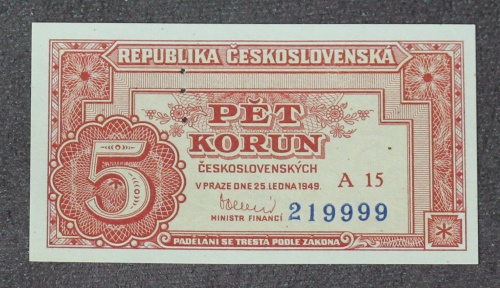 REPUBLIKA ČESKOSLOVENSKÁ
PĚT
KORUN
ČESKOSLOVENSKÝCH
V PRAZE DNE 25. LEDNA 1949.
A 15
MINISTR FINANCÍ
219999
5
PADĚLÁNÍ SE TRESTÁ PODLE ZÁKONA